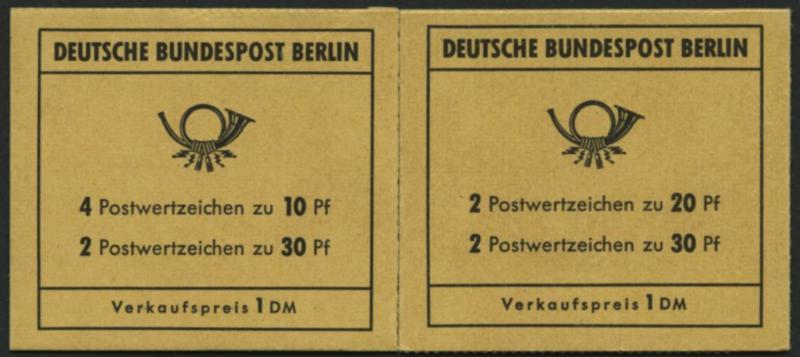 DEUTSCHE BUNDESPOST BERLIN
4 Postwertzeichen zu 10 Pf
2 Postwertzeichen zu 30 Pf
Verkaufspreis 1 DM
DEUTSCHE BUNDESPOST BERLIN
2 Postwertzeichen zu 20 Pf
2 Postwertzeichen zu 30 Pf
Verkaufspreis 1 DM